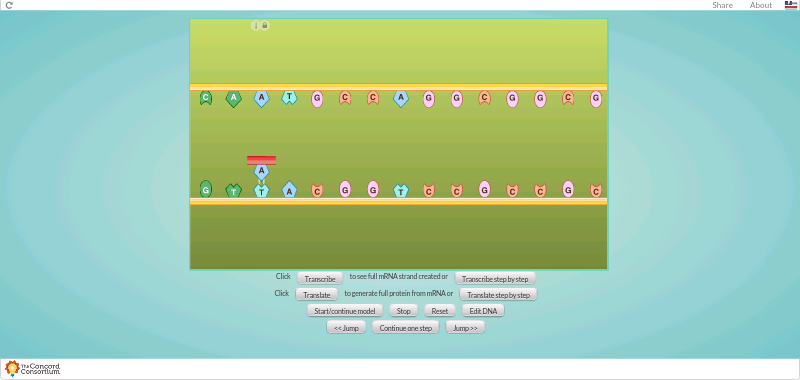 Share About
C A A T G C C A G G C G G C G
A
G T T A C G G T C C G C C G C
Click Transcribe to see full mRNA strand created or Transcribe step by step
Click Translate to generate full protein from mRNA or Translate step by step
Start/continue model Stop Reset Edit DNA
<< Jump Continue one step Jump >>
The Concord
Consortium